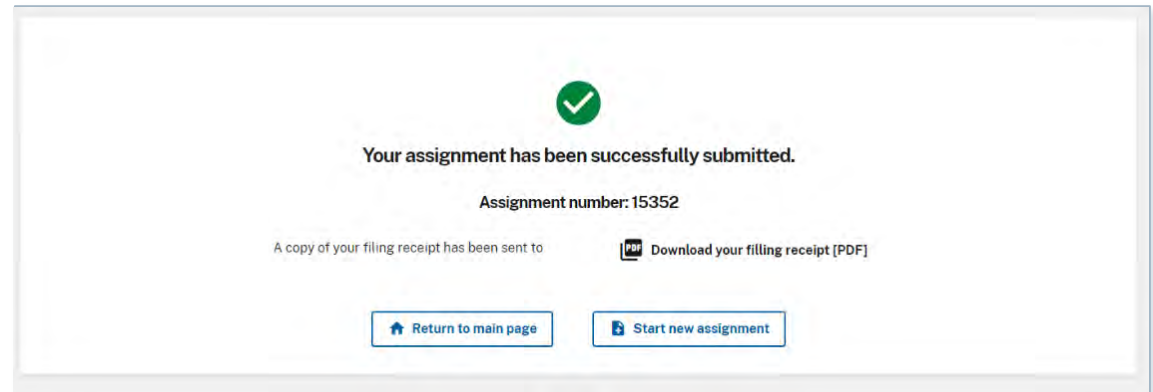 Your assignment has been successfully submitted.
Assignment number: 15352
A copy of your filing receipt has been sent to
PDF Download your filling receipt [PDF]
Return to main page
Start new assignment